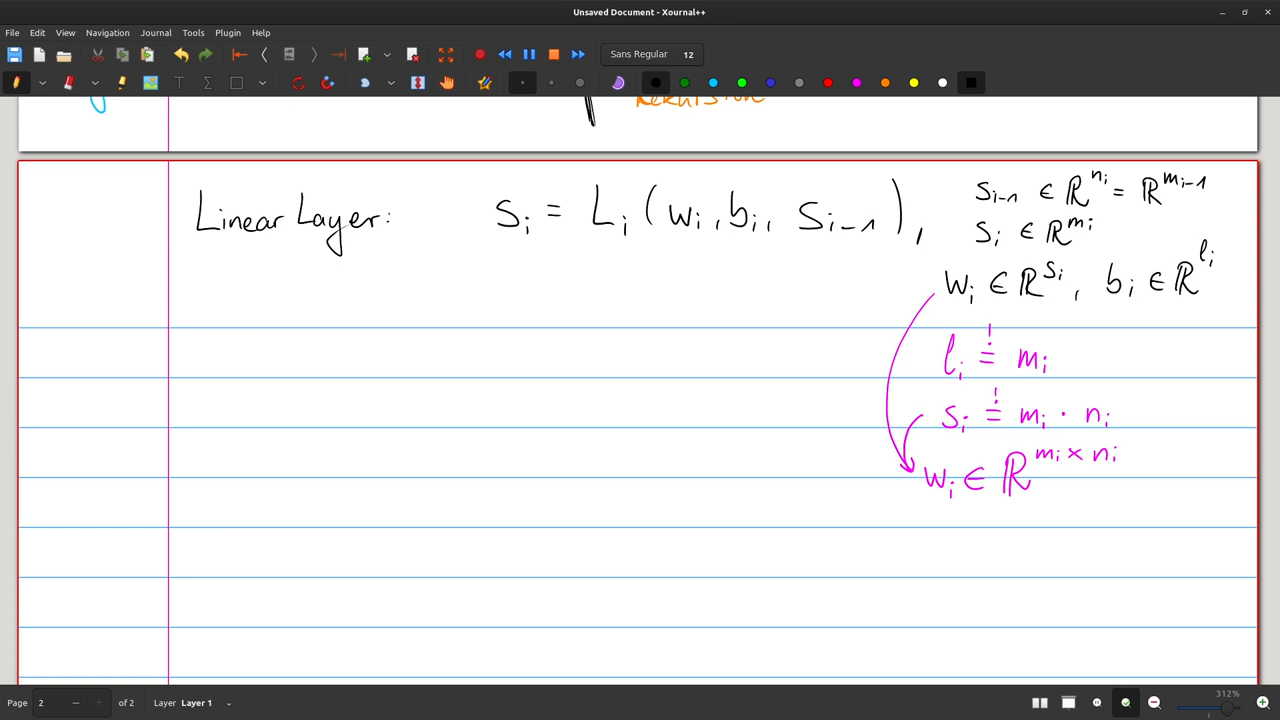 Unsaved Document - Xournal++
File Edit View Navigation Journal Tools Plugin Help
Sans Regular 12
Rekursion
Linear Layer: s_i = L_i (w_i, b_i, s_{i-1}),
s_{i-1} ∈ ℝ^{n_i} = ℝ^{m_{i-1}}
s_i ∈ ℝ^{m_i}
w_i ∈ ℝ^{s_i}, b_i ∈ ℝ^{l_i}
l_i =! m_i
s_i =! m_i · n_i
w_i ∈ ℝ^{m_i × n_i}
Page 2 of 2 Layer Layer 1 312%